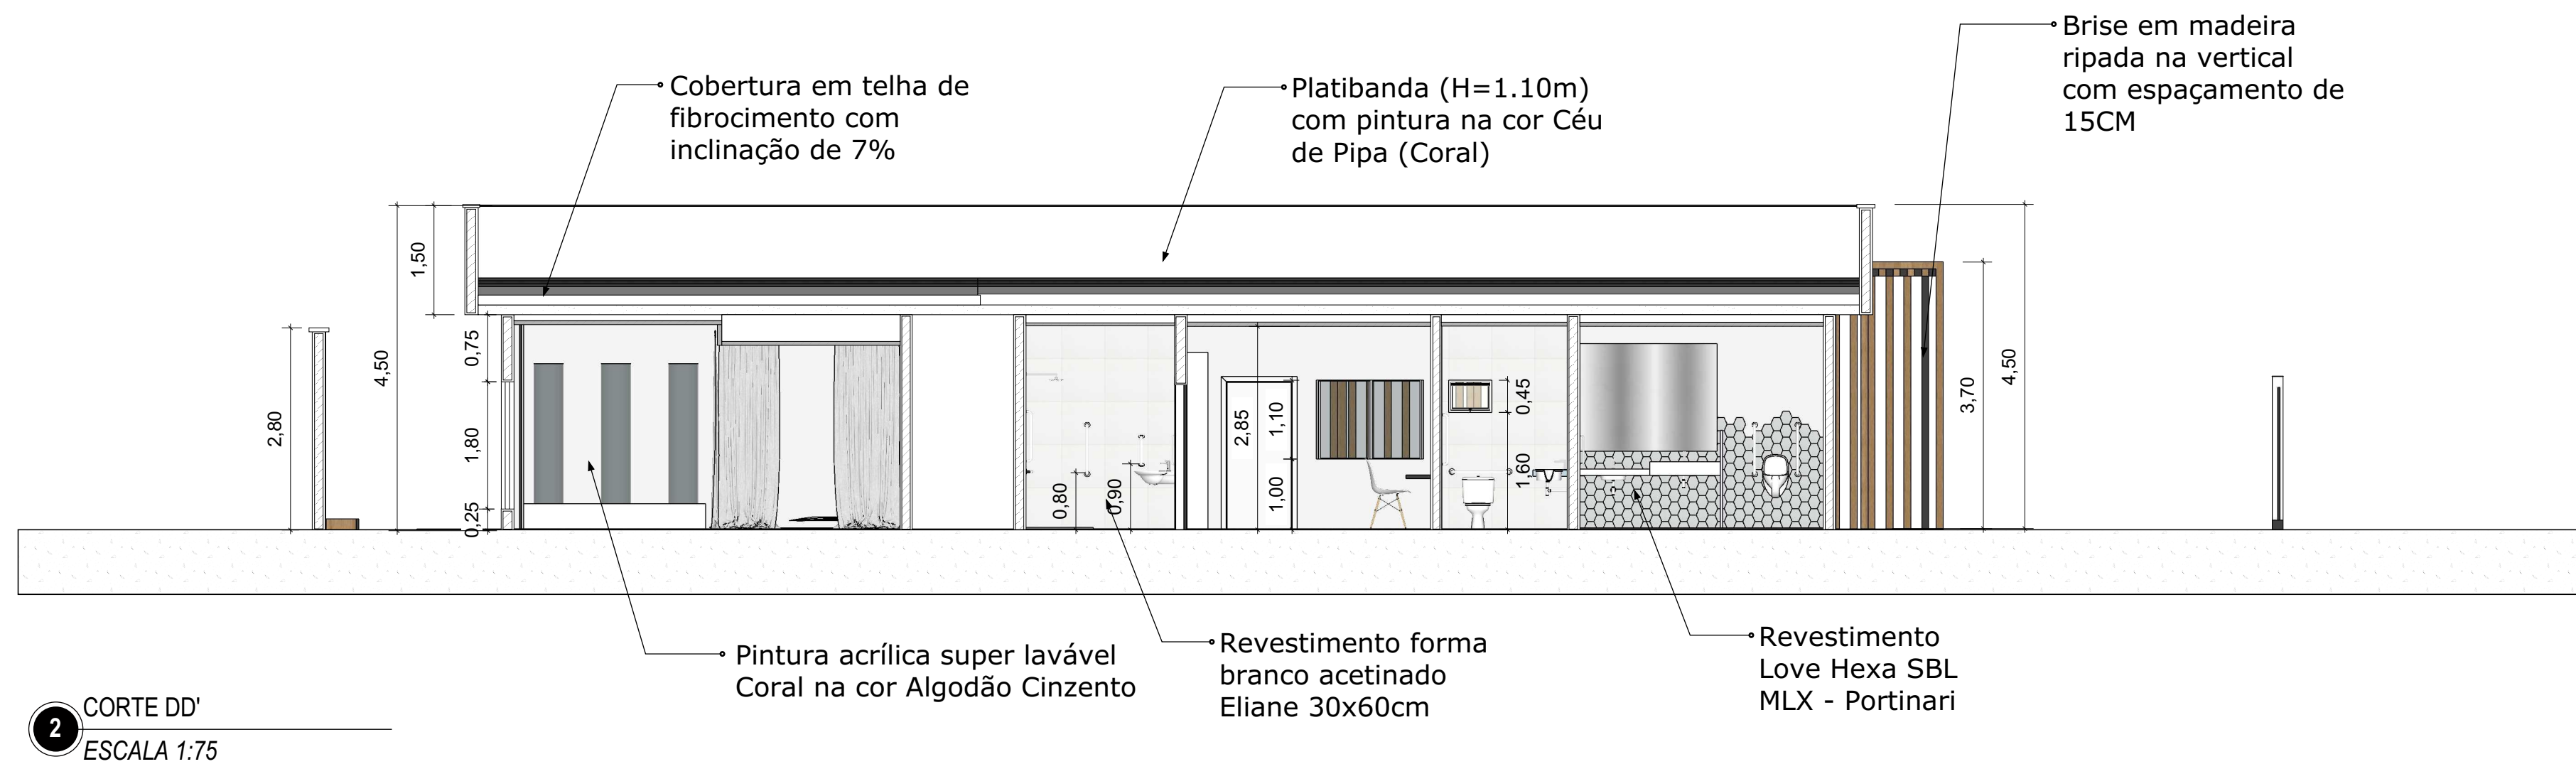 Brise em madeira
ripada na vertical
com espaçamento de
15CM
Cobertura em telha de
fibrocimento com
inclinação de 7%
Platibanda (H=1.10m)
com pintura na cor Céu
de Pipa (Coral)
1,50
4,50
2,80
0,75
1,80
0,25
0,80
0,90
2,85
1,10
1,00
0,45
1,60
3,70
4,50
Pintura acrílica super lavável
Coral na cor Algodão Cinzento
Revestimento forma
branco acetinado
Eliane 30x60cm
Revestimento
Love Hexa SBL
MLX - Portinari
2
CORTE DD'
ESCALA 1:75